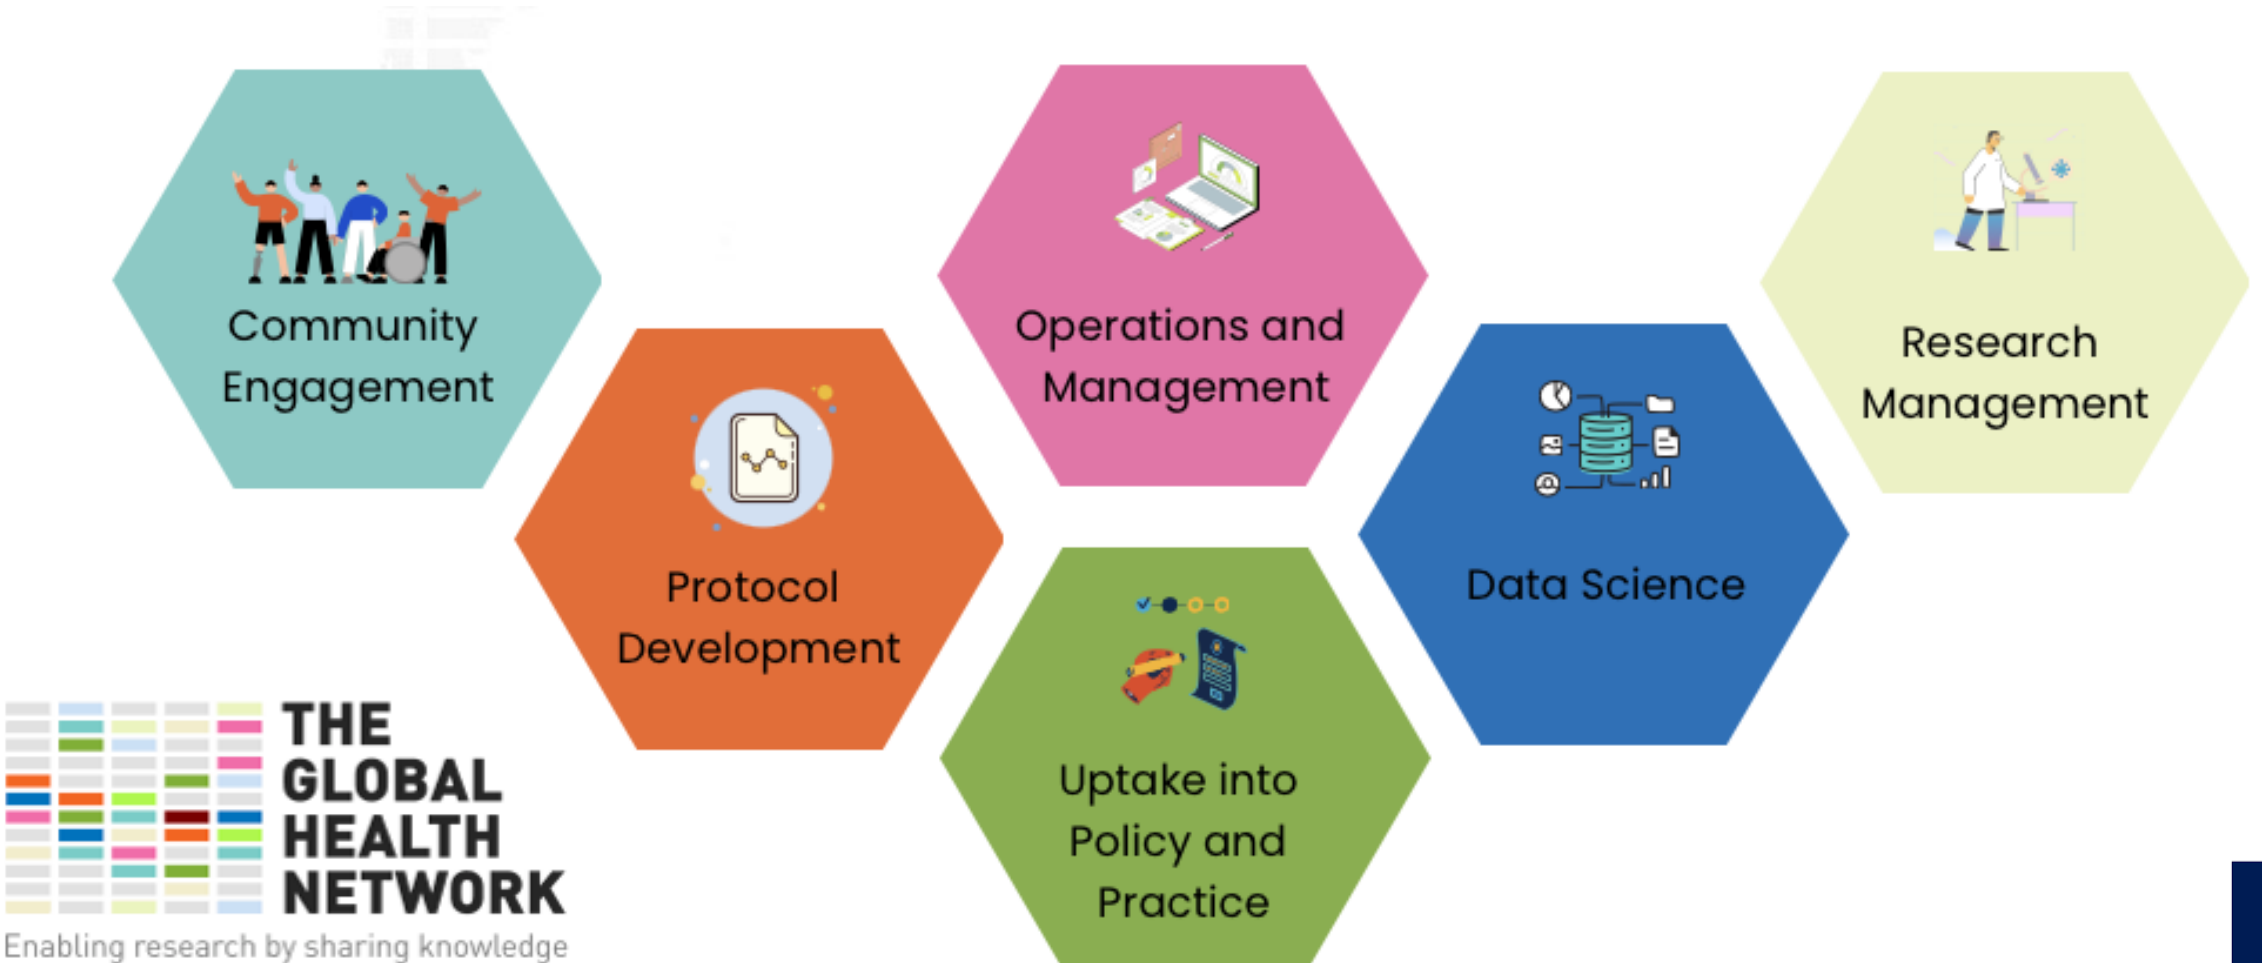 Community
Engagement
Protocol
Development
Operations and
Management
Uptake into
Policy and
Practice
Data Science
Research
Management
THE
GLOBAL
HEALTH
NETWORK
Enabling research by sharing knowledge